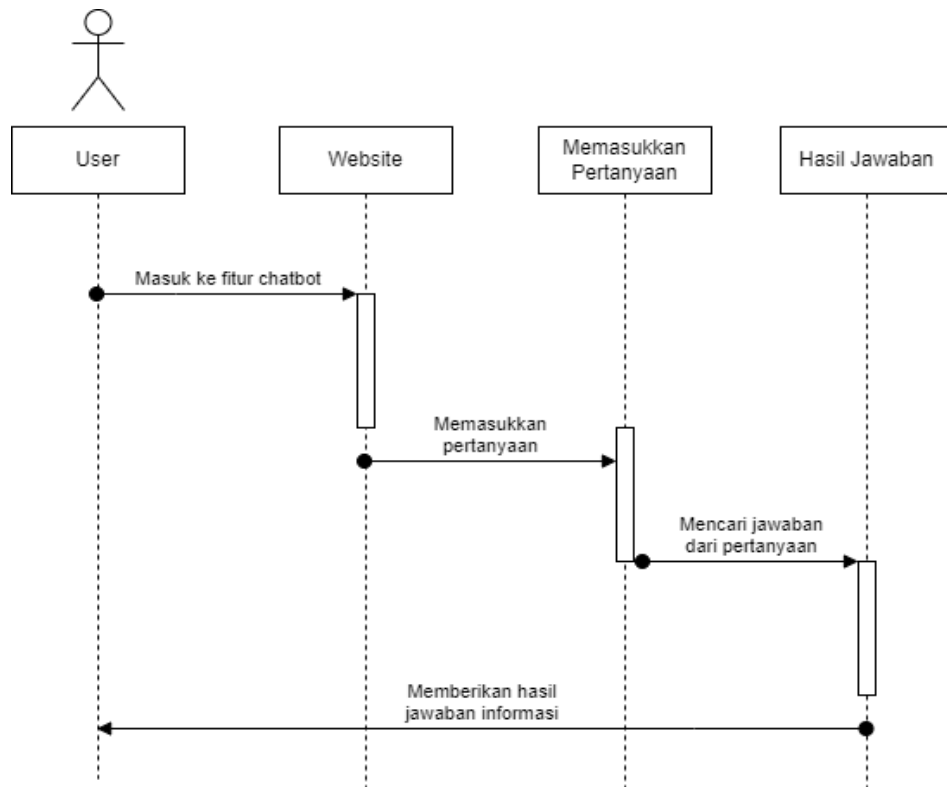 User
Website
Memasukkan
Pertanyaan
Hasil Jawaban
Masuk ke fitur chatbot
Memasukkan
pertanyaan
Mencari jawaban
dari pertanyaan
Memberikan hasil
jawaban informasi